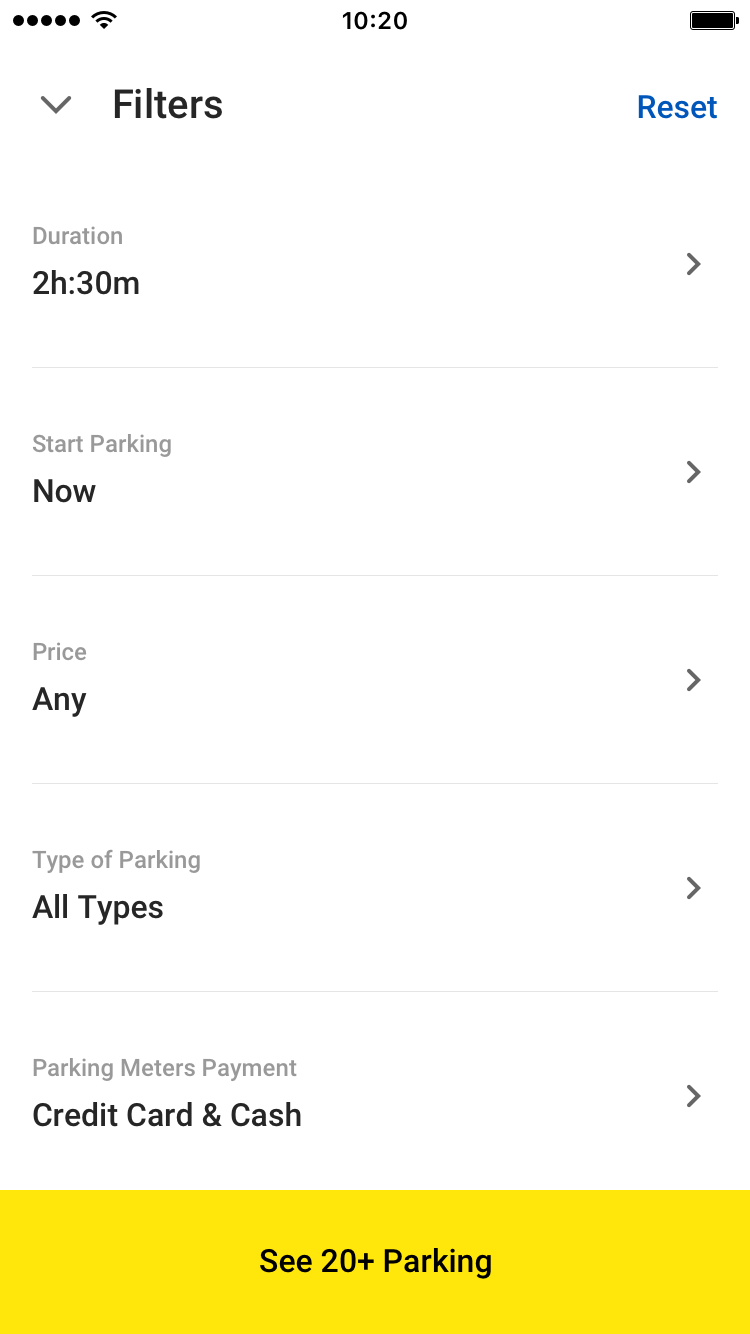 10:20
Filters
Reset
Duration
2h:30m
Start Parking
Now
Price
Any
Type of Parking
All Types
Parking Meters Payment
Credit Card & Cash
See 20+ Parking